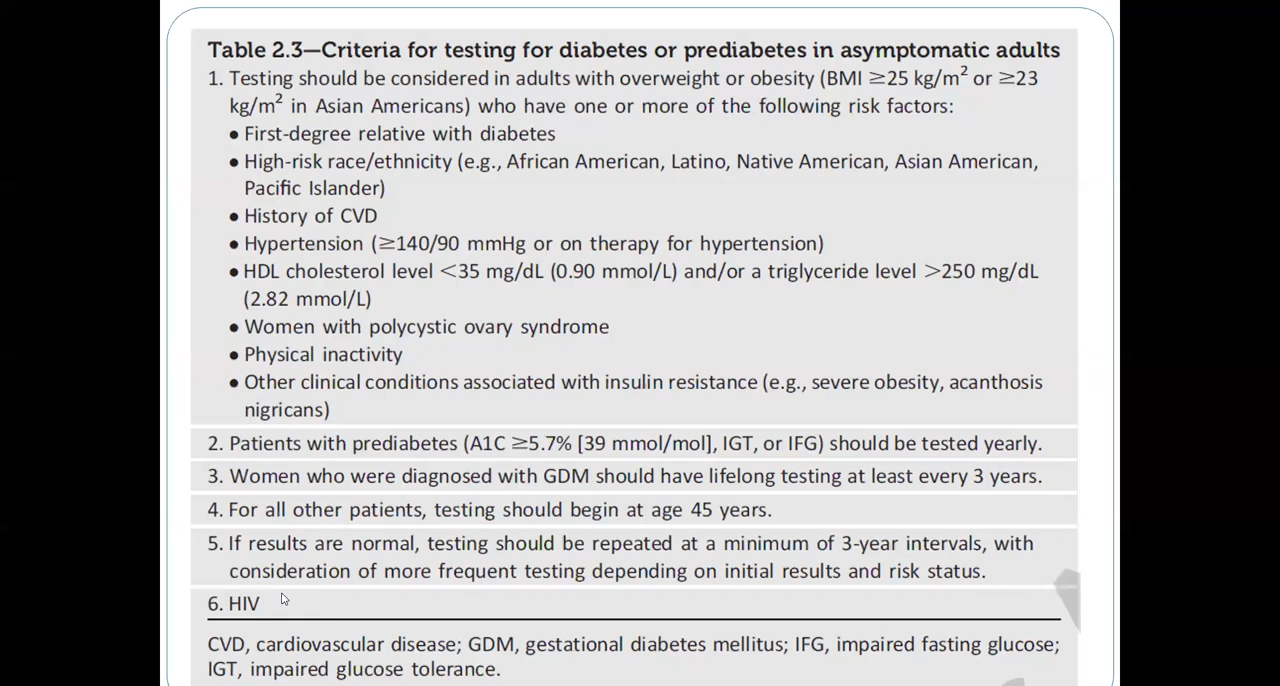 Table 2.3—Criteria for testing for diabetes or prediabetes in asymptomatic adults
1. Testing should be considered in adults with overweight or obesity (BMI ≥25 kg/m² or ≥23
kg/m² in Asian Americans) who have one or more of the following risk factors:
● First-degree relative with diabetes
● High-risk race/ethnicity (e.g., African American, Latino, Native American, Asian American,
Pacific Islander)
● History of CVD
● Hypertension (≥140/90 mmHg or on therapy for hypertension)
● HDL cholesterol level <35 mg/dL (0.90 mmol/L) and/or a triglyceride level >250 mg/dL
(2.82 mmol/L)
● Women with polycystic ovary syndrome
● Physical inactivity
● Other clinical conditions associated with insulin resistance (e.g., severe obesity, acanthosis
nigricans)
2. Patients with prediabetes (A1C ≥5.7% [39 mmol/mol], IGT, or IFG) should be tested yearly.
3. Women who were diagnosed with GDM should have lifelong testing at least every 3 years.
4. For all other patients, testing should begin at age 45 years.
5. If results are normal, testing should be repeated at a minimum of 3-year intervals, with
consideration of more frequent testing depending on initial results and risk status.
6. HIV
CVD, cardiovascular disease; GDM, gestational diabetes mellitus; IFG, impaired fasting glucose;
IGT, impaired glucose tolerance.